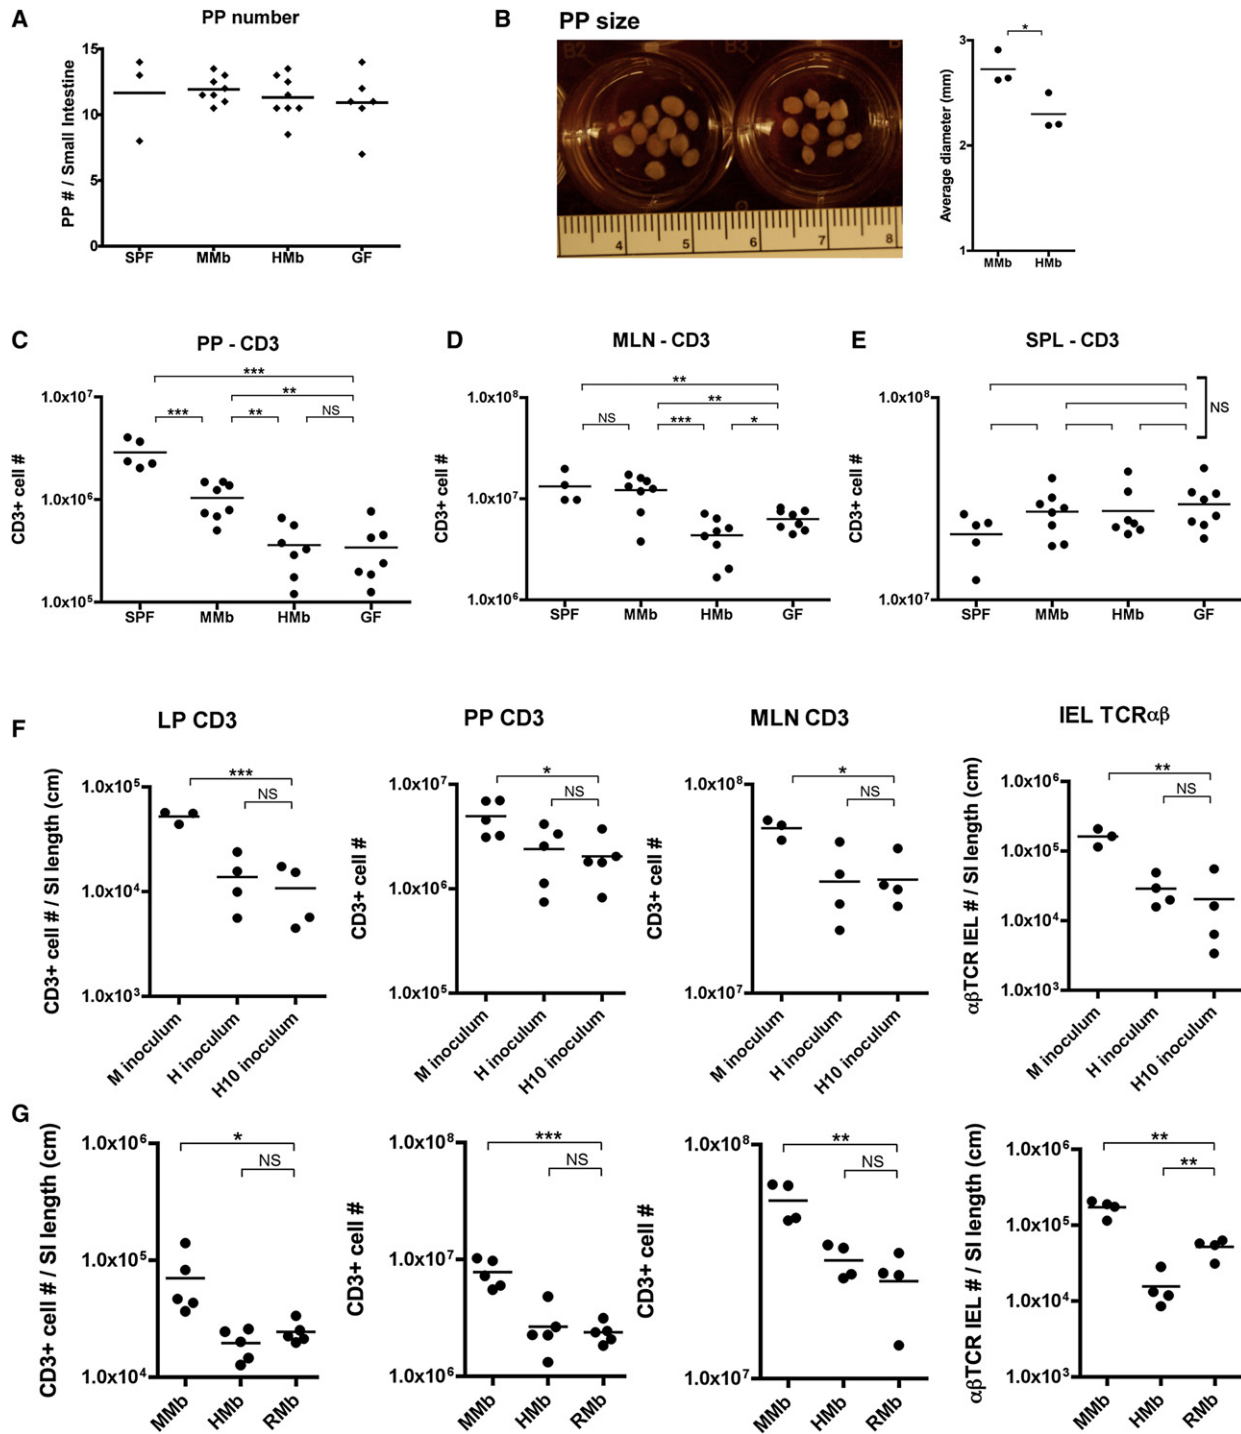 A
PP number
PP # / Small Intestine
15
10
5
0
SPF MMb HMb GF
B
PP size
B2 B3
4 5 6 7 8
Average diameter (mm)
3
2
1
*
MMb HMb
C
PP - CD3
CD3+ cell #
1.0x10⁷
1.0x10⁶
1.0x10⁵
***
**
*** ** NS
SPF MMb HMb GF
D
MLN - CD3
CD3+ cell #
1.0x10⁸
1.0x10⁷
1.0x10⁶
**
**
NS *** *
SPF MMb HMb GF
E
SPL - CD3
CD3+ cell #
1.0x10⁸
1.0x10⁷
NS
SPF MMb HMb GF
F
LP CD3
CD3+ cell # / SI length (cm)
1.0x10⁵
1.0x10⁴
1.0x10³
***
NS
M inoculum
H inoculum
H10 inoculum
PP CD3
CD3+ cell #
1.0x10⁷
1.0x10⁶
1.0x10⁵
*
NS
M inoculum
H inoculum
H10 inoculum
MLN CD3
CD3+ cell #
1.0x10⁸
1.0x10⁷
*
NS
M inoculum
H inoculum
H10 inoculum
IEL TCRαβ
αβTCR IEL # / SI length (cm)
1.0x10⁶
1.0x10⁵
1.0x10⁴
1.0x10³
**
NS
M inoculum
H inoculum
H10 inoculum
G
CD3+ cell # / SI length (cm)
1.0x10⁶
1.0x10⁵
1.0x10⁴
*
NS
MMb
HMb
RMb
CD3+ cell #
1.0x10⁸
1.0x10⁷
1.0x10⁶
***
NS
MMb
HMb
RMb
CD3+ cell #
1.0x10⁸
1.0x10⁷
**
NS
MMb
HMb
RMb
αβTCR IEL # / SI length (cm)
1.0x10⁶
1.0x10⁵
1.0x10⁴
1.0x10³
**
**
MMb
HMb
RMb